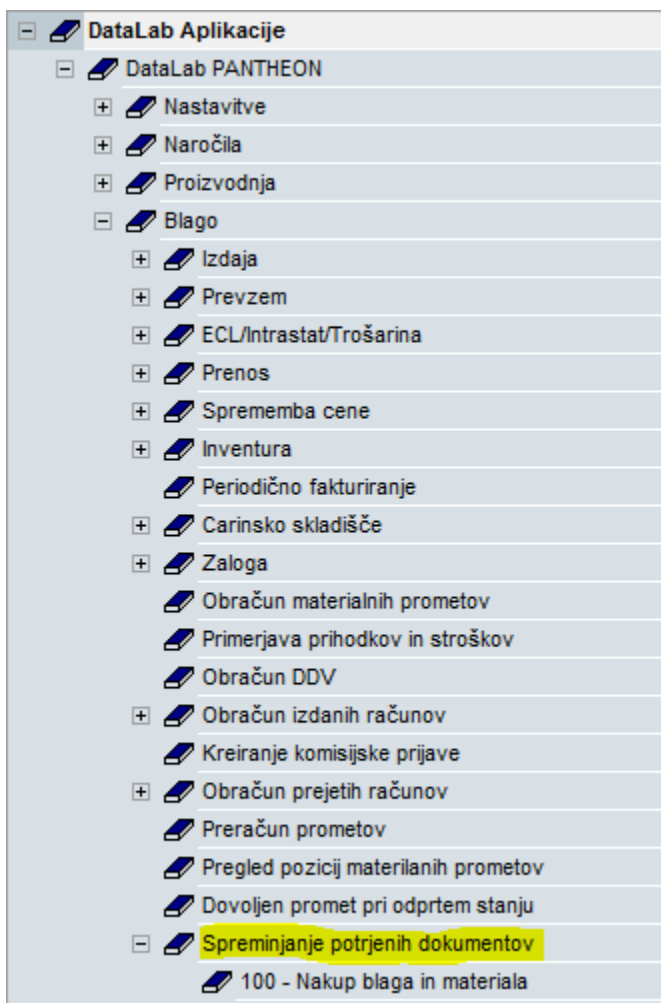 DataLab Aplikacije
DataLab PANTHEON
Nastavitve
Naročila
Proizvodnja
Blago
Izdaja
Prevzem
ECL/Intrastat/Trošarina
Prenos
Sprememba cene
Inventura
Periodično fakturiranje
Carinsko skladišče
Zaloga
Obračun materialnih prometov
Primerjava prihodkov in stroškov
Obračun DDV
Obračun izdanih računov
Kreiranje komisijske prijave
Obračun prejetih računov
Preračun prometov
Pregled pozicij materilanih prometov
Dovoljen promet pri odprtem stanju
Spreminjanje potrjenih dokumentov
100 - Nakup blaga in materiala